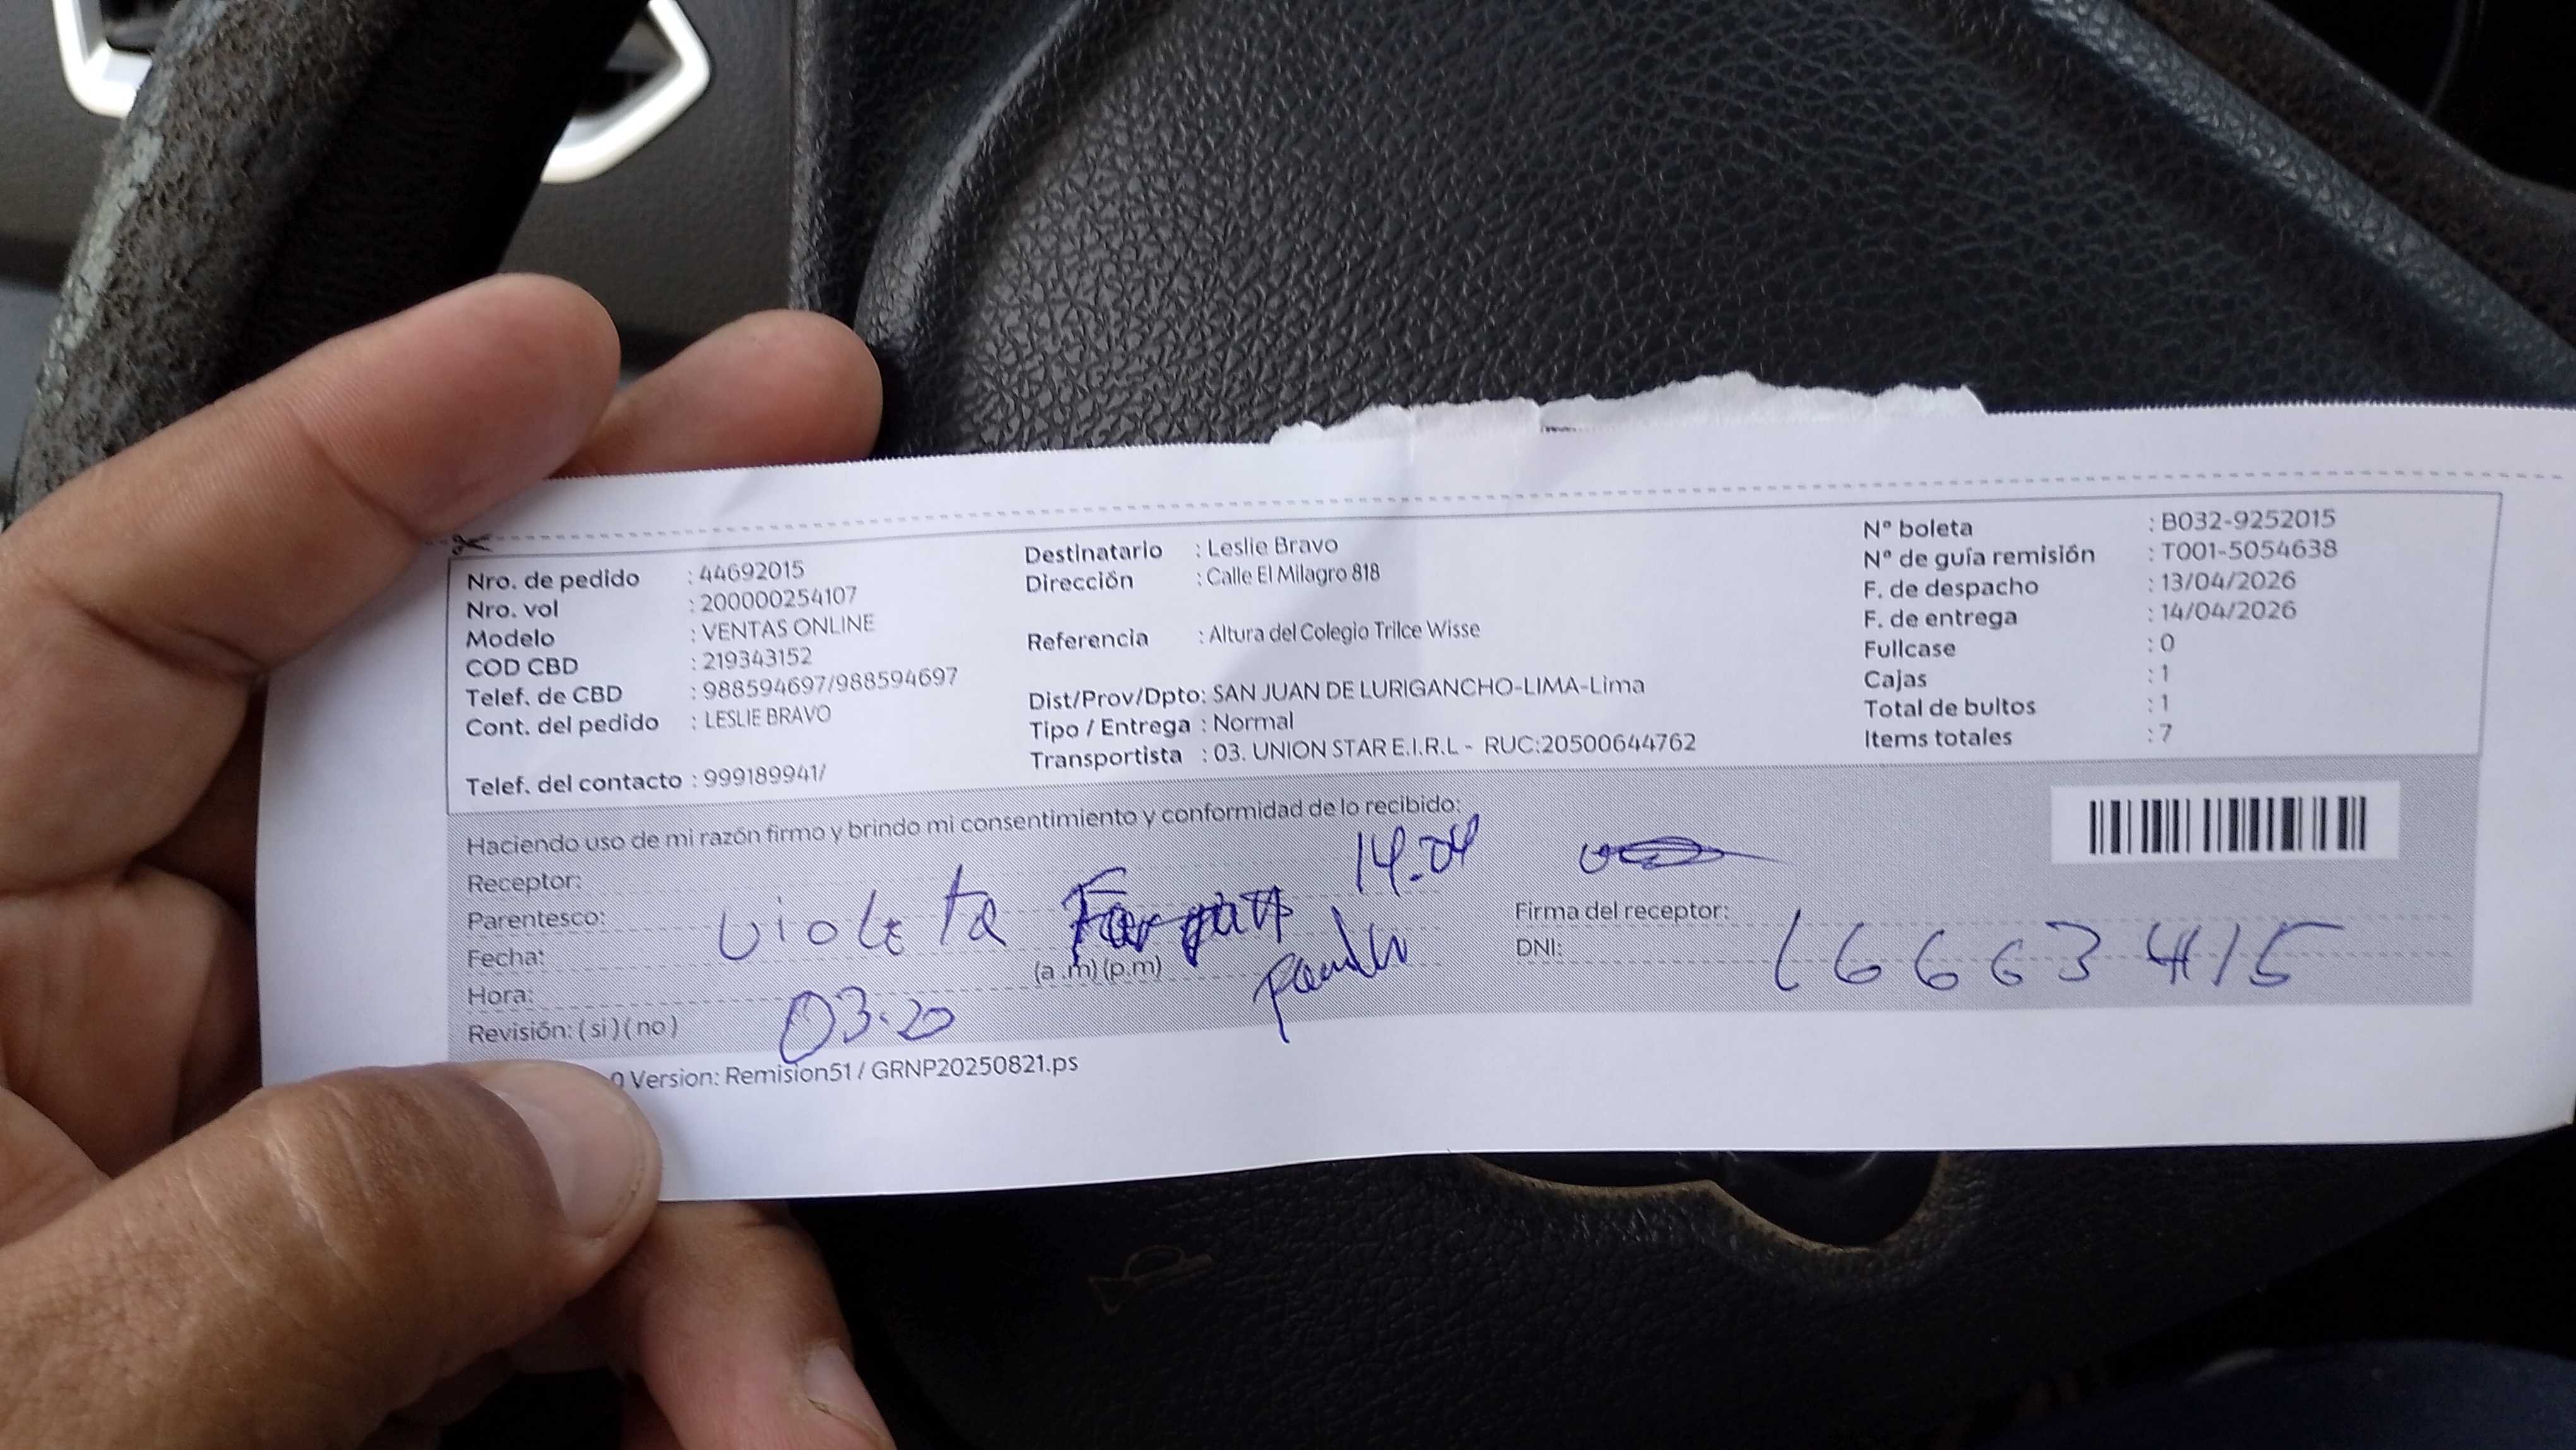 Nro. de pedido : 44692015
Nro. vol : 200000254107
Modelo : VENTAS ONLINE
COD CBD : 219343152
Telef. de CBD : 988594697/988594697
Cont. del pedido : LESLIE BRAVO
Telef. del contacto : 999189941/
Destinatario : Leslie Bravo
Dirección : Calle El Milagro 818
Referencia : Altura del Colegio Trilce Wisse
Dist/Prov/Dpto: SAN JUAN DE LURIGANCHO-LIMA-Lima
Tipo / Entrega : Normal
Transportista : 03. UNION STAR E.I.R.L - RUC:20500644762
Nº boleta : B032-9252015
Nº de guía remisión : T001-5054638
F. de despacho : 13/04/2026
F. de entrega : 14/04/2026
Fullcase : 0
Cajas : 1
Total de bultos : 1
Items totales : 7
Haciendo uso de mi razón firmo y brindo mi consentimiento y conformidad de lo recibido:
14.04
Receptor:
Parentesco: Violeta
Fecha:
(a .m) (p.m)
Hora: 03.20
Revisión: ( si ) ( no )
Firma del receptor:
DNI: 16663415
0 Version: Remision51 / GRNP20250821.ps